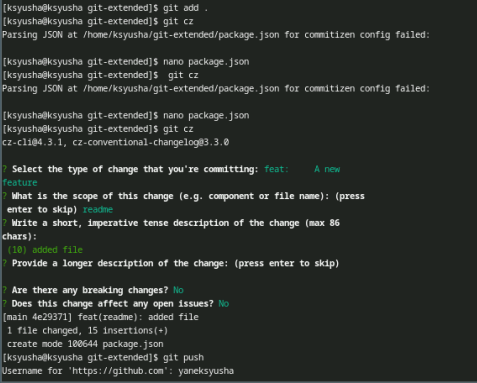 [ksyusha@ksyusha git-extended]$ git add .
[ksyusha@ksyusha git-extended]$ git cz
Parsing JSON at /home/ksyusha/git-extended/package.json for commitizen config failed:
[ksyusha@ksyusha git-extended]$ nano package.json
[ksyusha@ksyusha git-extended]$  git cz
Parsing JSON at /home/ksyusha/git-extended/package.json for commitizen config failed:
[ksyusha@ksyusha git-extended]$ nano package.json
[ksyusha@ksyusha git-extended]$ git cz
cz-cli@4.3.1, cz-conventional-changelog@3.3.0
? Select the type of change that you're committing: feat:     A new
feature
? What is the scope of this change (e.g. component or file name): (press
 enter to skip) readme
? Write a short, imperative tense description of the change (max 86
chars):
 (10) added file
? Provide a longer description of the change: (press enter to skip)
? Are there any breaking changes? No
? Does this change affect any open issues? No
[main 4e29371] feat(readme): added file
 1 file changed, 15 insertions(+)
 create mode 100644 package.json
[ksyusha@ksyusha git-extended]$ git push
Username for 'https://github.com': yaneksyusha